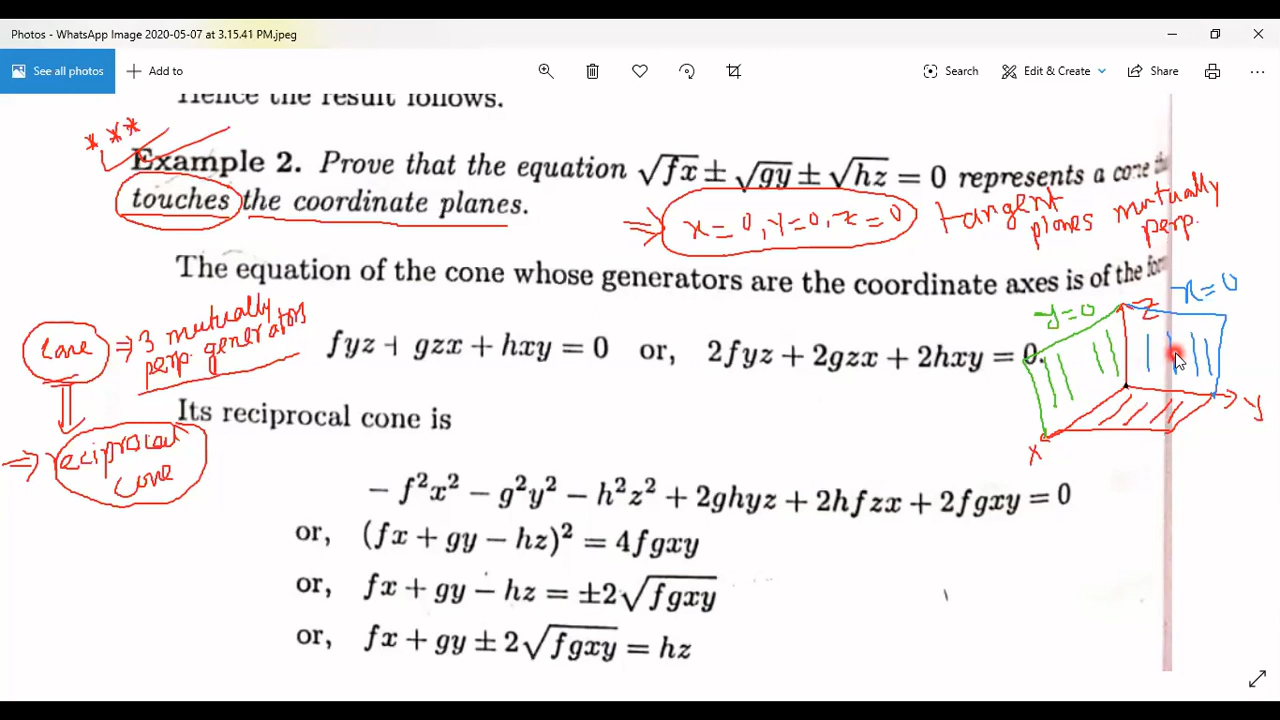 Photos - WhatsApp Image 2020-05-07 at 3.15.41 PM.jpeg
See all photos
Add to
Search
Edit & Create
Share
Hence the result follows.
***
Example 2. Prove that the equation √fx ± √gy ± √hz = 0 represents a cone
touches the coordinate planes.
⇒ x = 0, y = 0, z = 0
tangent
planes mutually
perp.
The equation of the cone whose generators are the coordinate axes is of the
cone ⇒ 3 mutually
perp. generators
fyz + gzx + hxy = 0 or, 2fyz + 2gzx + 2hxy = 0.
y=0
z
x=0
y
x
Its reciprocal cone is
⇒ reciprocal
cone
− f²x² − g²y² − h²z² + 2ghyz + 2hfzx + 2fgxy = 0
or, (fx + gy − hz)² = 4fgxy
or, fx + gy − hz = ±2√fgxy
or, fx + gy ± 2√fgxy = hz